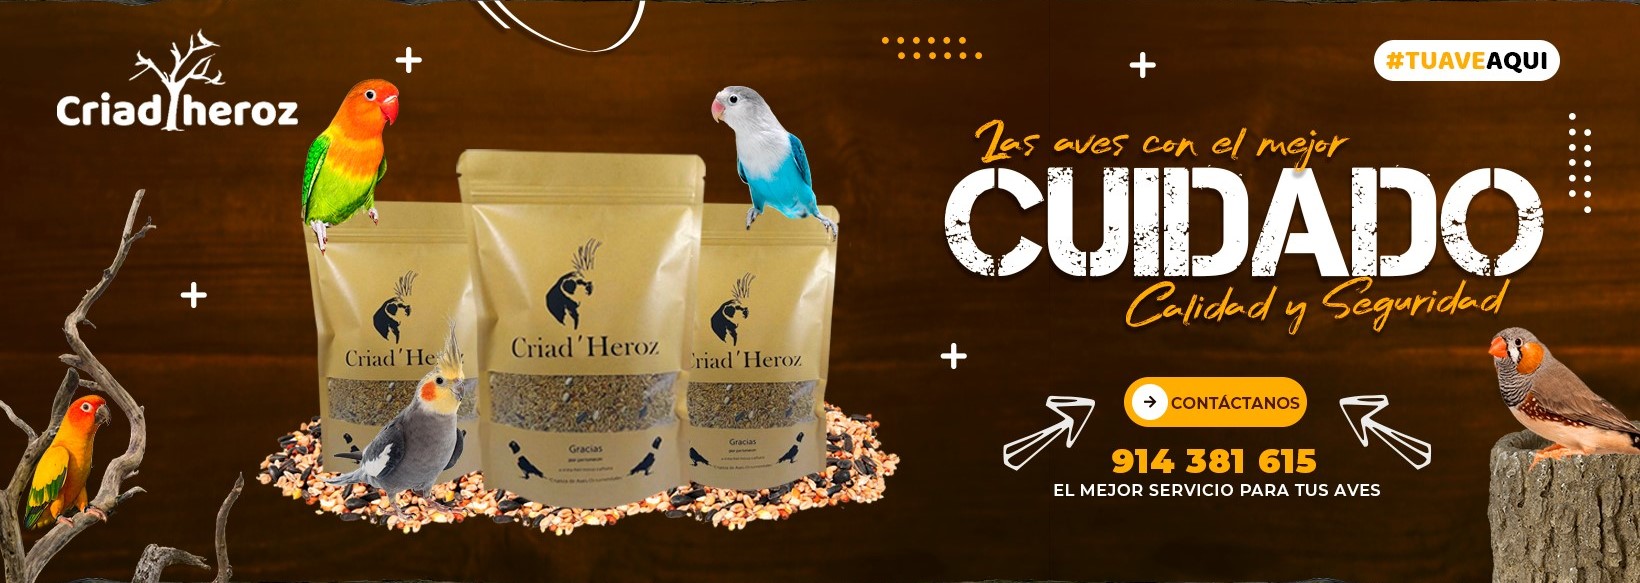 Criad heroz
#TUAVEAQUI
Las aves con el mejor
CUIDADO
Calidad y Seguridad
Criad'Heroz
Criad'Heroz
Criad'Heroz
Gracias
Gracias
CONTÁCTANOS
914 381 615
EL MEJOR SERVICIO PARA TUS AVES